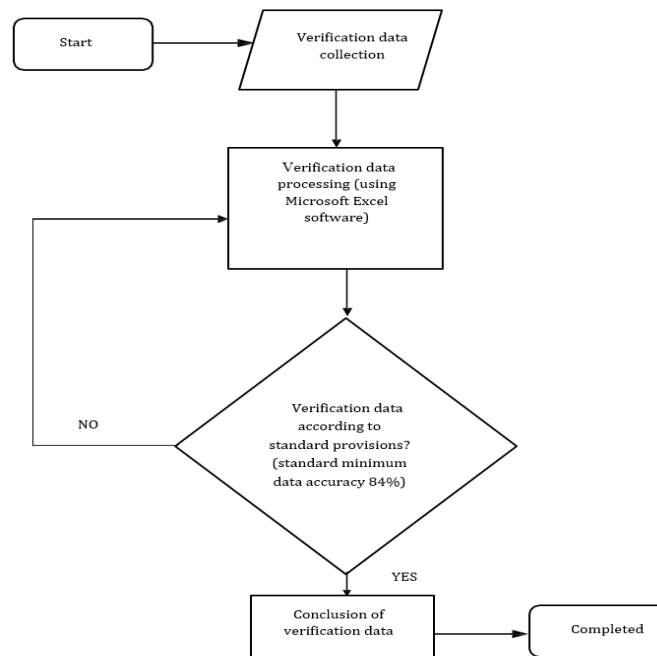 Start
Verification data
collection
Verification data
processing (using
Microsoft Excel
software)
Verification data
according to
standard provisions?
(standard minimum
data accuracy 84%)
NO
YES
Conclusion of
verification data
Completed